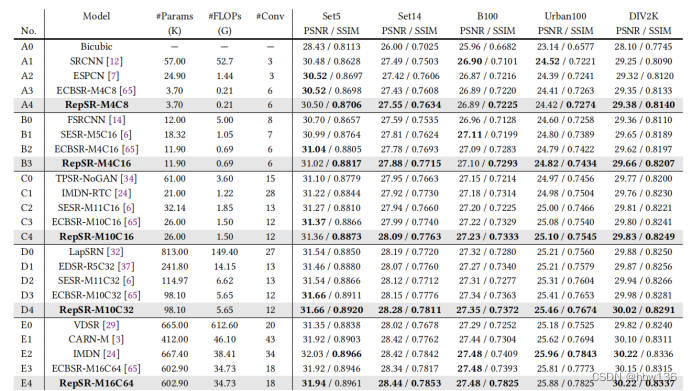 No. Model #Params (K) #FLOPs (G) #Conv Set5 PSNR / SSIM Set14 PSNR / SSIM B100 PSNR / SSIM Urban100 PSNR / SSIM DIV2K PSNR / SSIM
A0 Bicubic — — — 28.43 / 0.8113 26.00 / 0.7025 25.96 / 0.6682 23.14 / 0.6577 28.10 / 0.7745
A1 SRCNN [12] 57.00 52.7 3 30.48 / 0.8628 27.49 / 0.7503 26.90 / 0.7101 24.52 / 0.7221 29.25 / 0.8090
A2 ESPCN [7] 24.90 1.44 3 30.52 / 0.8697 27.42 / 0.7606 26.87 / 0.7216 24.39 / 0.7241 29.32 / 0.8120
A3 ECBSR-M4C8 [65] 3.70 0.21 6 30.52 / 0.8698 27.43 / 0.7608 26.89 / 0.7220 24.41 / 0.7263 29.35 / 0.8133
A4 RepSR-M4C8 3.70 0.21 6 30.50 / 0.8706 27.55 / 0.7634 26.89 / 0.7225 24.42 / 0.7274 29.38 / 0.8140
B0 FSRCNN [14] 12.00 5.00 8 30.70 / 0.8657 27.59 / 0.7535 26.96 / 0.7128 24.60 / 0.7258 29.36 / 0.8110
B1 SESR-M5C16 [6] 18.32 1.05 7 30.99 / 0.8764 27.81 / 0.7624 27.11 / 0.7199 24.80 / 0.7389 29.65 / 0.8189
B2 ECBSR-M4C16 [65] 11.90 0.69 6 31.04 / 0.8805 27.78 / 0.7693 27.09 / 0.7283 24.79 / 0.7422 29.62 / 0.8197
B3 RepSR-M4C16 11.90 0.69 6 31.02 / 0.8817 27.88 / 0.7715 27.10 / 0.7293 24.82 / 0.7434 29.66 / 0.8207
C0 TPSR-NoGAN [34] 61.00 3.60 15 31.10 / 0.8779 27.95 / 0.7663 27.15 / 0.7214 24.97 / 0.7456 29.77 / 0.8200
C1 IMDN-RTC [24] 21.00 1.22 28 31.22 / 0.8844 27.92 / 0.7730 27.18 / 0.7314 24.98 / 0.7504 29.76 / 0.8230
C2 SESR-M11C16 [6] 32.14 1.85 13 31.27 / 0.8810 27.94 / 0.7660 27.20 / 0.7225 25.00 / 0.7466 29.81 / 0.8221
C3 ECBSR-M10C16 [65] 26.00 1.50 12 31.37 / 0.8866 27.99 / 0.7740 27.22 / 0.7329 25.08 / 0.7540 29.80 / 0.8241
C4 RepSR-M10C16 26.00 1.50 12 31.36 / 0.8873 28.09 / 0.7763 27.23 / 0.7333 25.10 / 0.7545 29.83 / 0.8249
D0 LapSRN [32] 813.00 149.40 27 31.54 / 0.8850 28.19 / 0.7720 27.32 / 0.7280 25.21 / 0.7560 29.88 / 0.8250
D1 EDSR-R5C32 [37] 241.80 14.15 13 31.46 / 0.8880 28.07 / 0.7760 27.27 / 0.7340 25.21 / 0.7579 29.87 / 0.8256
D2 SESR-M11C32 [6] 114.97 6.62 13 31.54 / 0.8866 28.12 / 0.7712 27.31 / 0.7277 25.31 / 0.7604 29.94 / 0.8266
D3 ECBSR-M10C32 [65] 98.10 5.65 12 31.66 / 0.8911 28.15 / 0.7776 27.34 / 0.7363 25.41 / 0.7653 29.98 / 0.8281
D4 RepSR-M10C32 98.10 5.65 12 31.66 / 0.8920 28.28 / 0.7811 27.35 / 0.7372 25.46 / 0.7674 30.02 / 0.8291
E0 VDSR [29] 665.00 612.60 20 31.35 / 0.8838 28.02 / 0.7678 27.29 / 0.7252 25.18 / 0.7525 29.82 / 0.8240
E1 CARN-M [3] 412.00 46.10 43 31.92 / 0.8903 28.42 / 0.7762 27.44 / 0.7304 25.62 / 0.7694 30.10 / 0.8311
E2 IMDN [24] 667.40 38.41 34 32.03 / 0.8966 28.42 / 0.7842 27.48 / 0.7409 25.96 / 0.7843 30.22 / 0.8336
E3 ECBSR-M16C64 [65] 602.90 34.73 18 31.92 / 0.8946 28.34 / 0.7817 27.48 / 0.7393 25.81 / 0.7773 30.15 / 0.8315
E4 RepSR-M16C64 602.90 34.73 18 31.94 / 0.8961 28.44 / 0.7853 27.48 / 0.7825 25.88 / 0.7825 30.22 / 0.8337
CSDN @hbw136